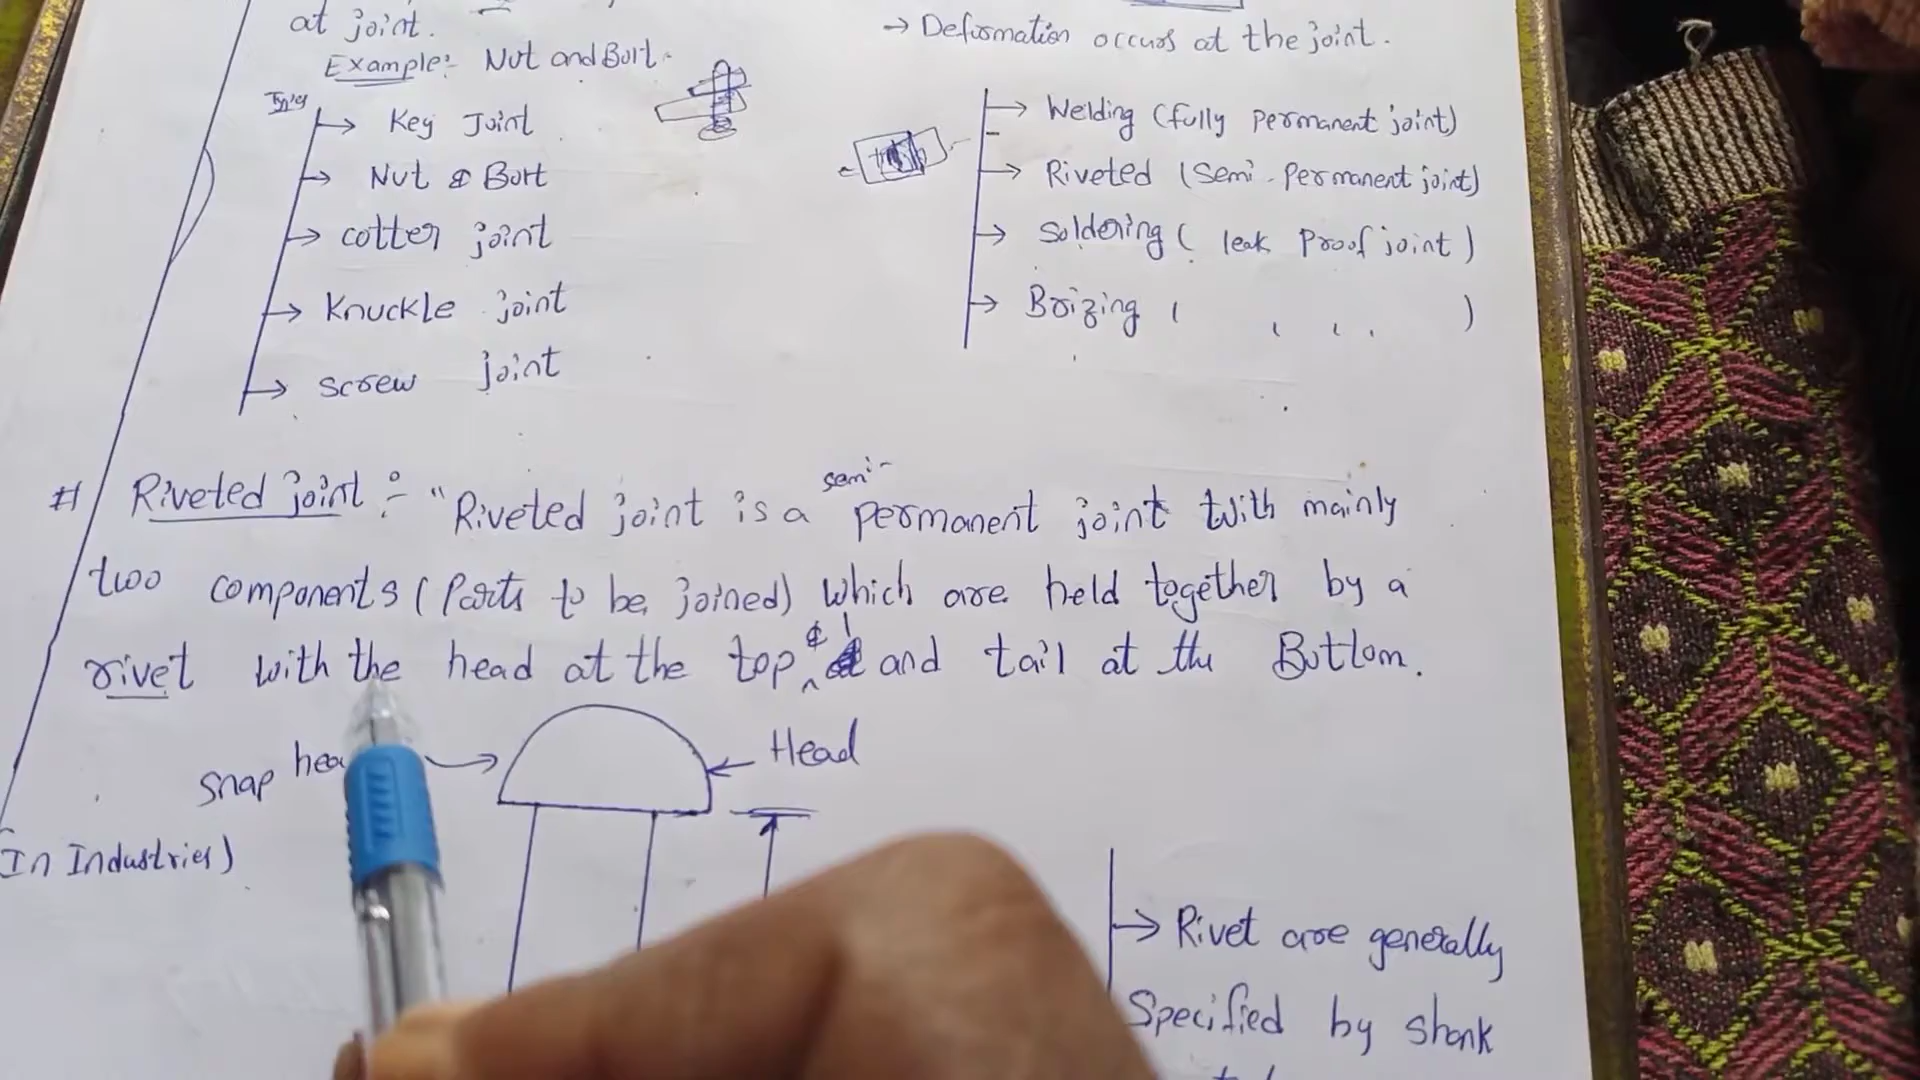 at joint.
Example:- Nut and Bolt.
Types
→ Key Joint
→ Nut & Bort
→ cotter joint
→ Knuckle joint
→ screw joint
→ Deformation occurs at the joint.
→ Welding (fully permanent joint)
→ Riveted (Semi-Permanent joint)
→ Soldering ( leak Proof joint )
→ Brizing ( , , , , )
# Riveted joint :- "Riveted joint is a semi- permanent joint with mainly
two components (Parts to be joined) which are held together by a
rivet with the head at the top & and tail at the Bottom.
Snap hea
Head
In Industries)
→ Rivet are generally
Specified by shank